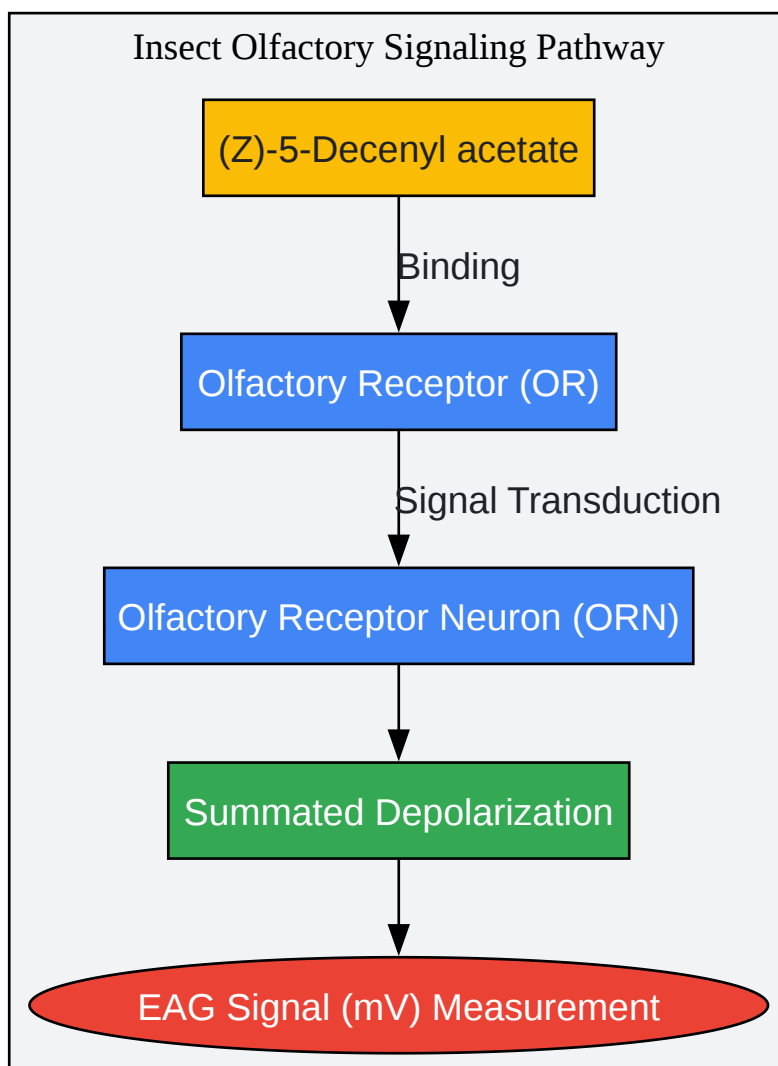 Insect Olfactory Signaling Pathway
(Z)-5-Decenyl acetate
Binding
Olfactory Receptor (OR)
Signal Transduction
Olfactory Receptor Neuron (ORN)
Summated Depolarization
EAG Signal (mV) Measurement